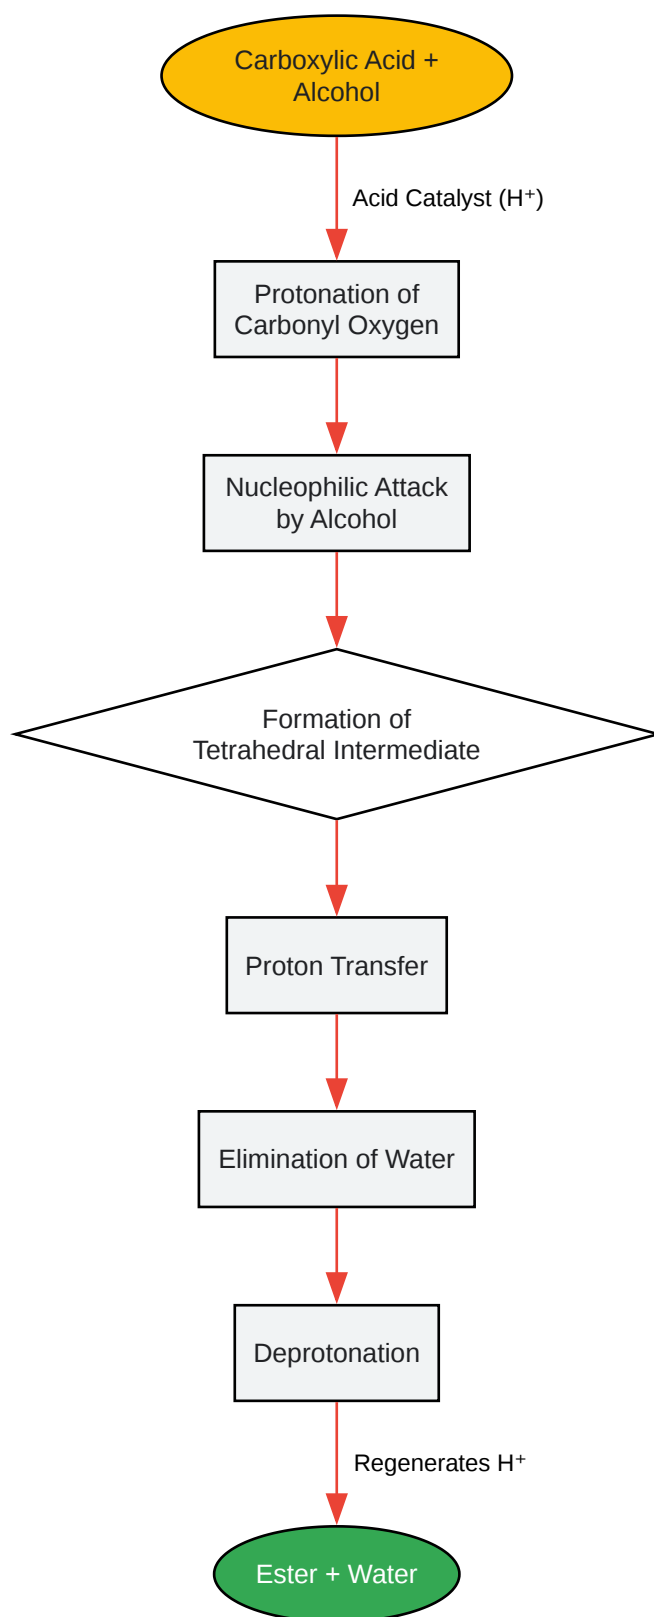 Carboxylic Acid +
Alcohol
Acid Catalyst (H⁺)
Protonation of
Carbonyl Oxygen
Nucleophilic Attack
by Alcohol
Formation of
Tetrahedral Intermediate
Proton Transfer
Elimination of Water
Deprotonation
Regenerates H⁺
Ester + Water